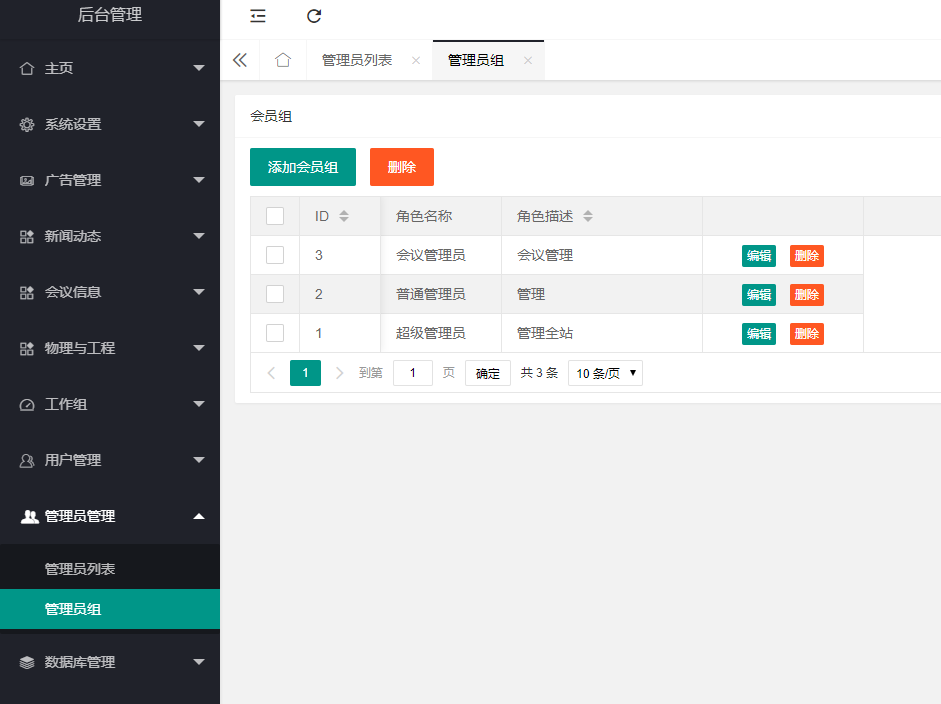 后台管理
主页
系统设置
广告管理
新闻动态
会议信息
物理与工程
工作组
用户管理
管理员管理
管理员列表
管理员组
数据库管理
管理员列表 管理员组
会员组
添加会员组 删除
ID 角色名称 角色描述
3 会议管理员 会议管理 编辑 删除
2 普通管理员 管理 编辑 删除
1 超级管理员 管理全站 编辑 删除
1 到第 1 页 确定 共 3 条 10 条/页